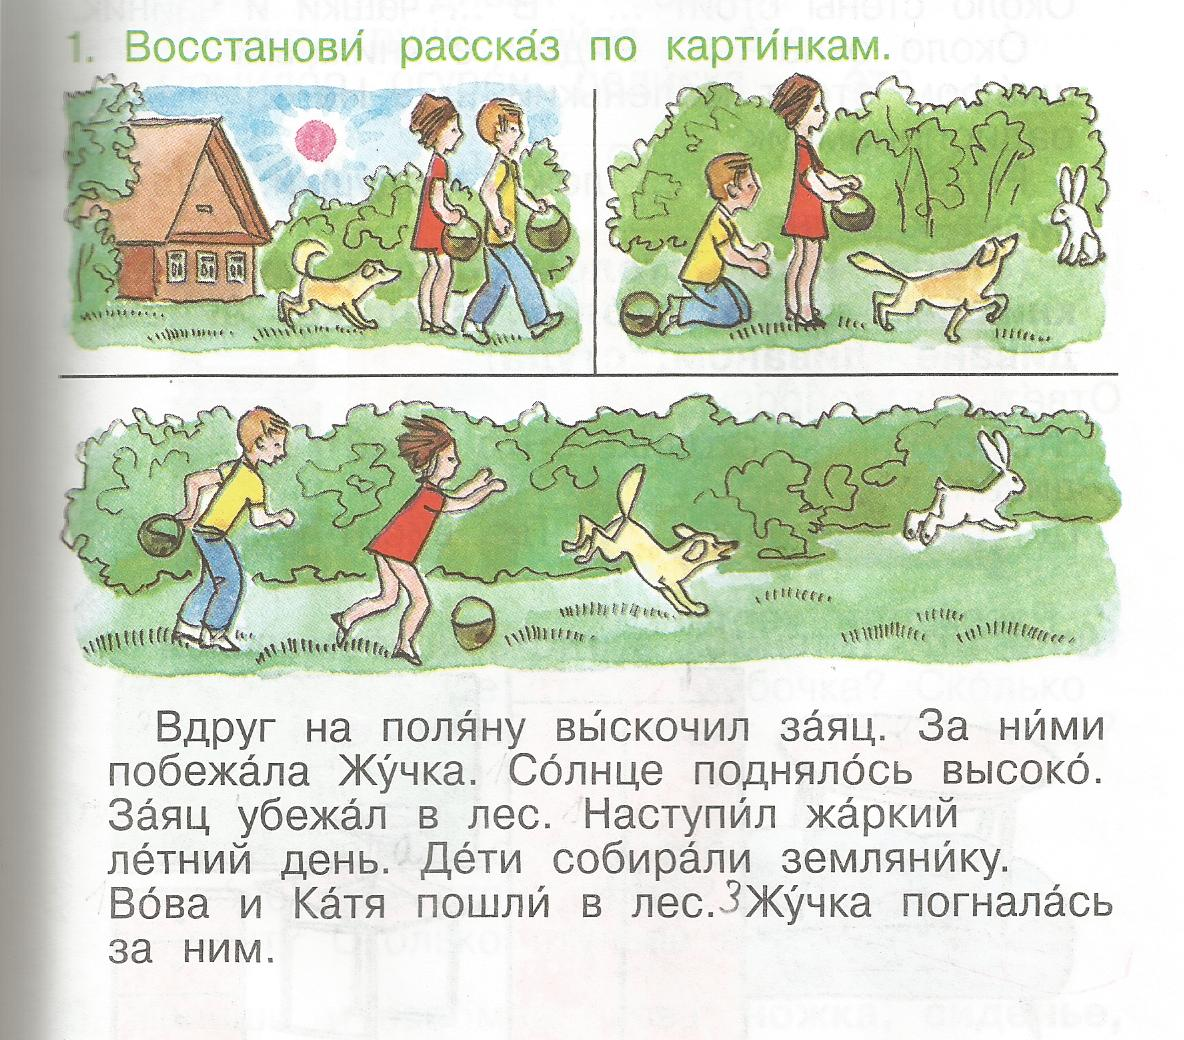 1. Восстанови́ расска́з по карти́нкам.
Вдруг на поля́ну вы́скочил за́яц. За ни́ми
побежа́ла Жу́чка. Со́лнце подняло́сь высоко́.
За́яц убежа́л в лес. Наступи́л жа́ркий
ле́тний день. Де́ти собира́ли земляни́ку.
Во́ва и Ка́тя пошли́ в лес.3 Жу́чка погнала́сь
за ним.